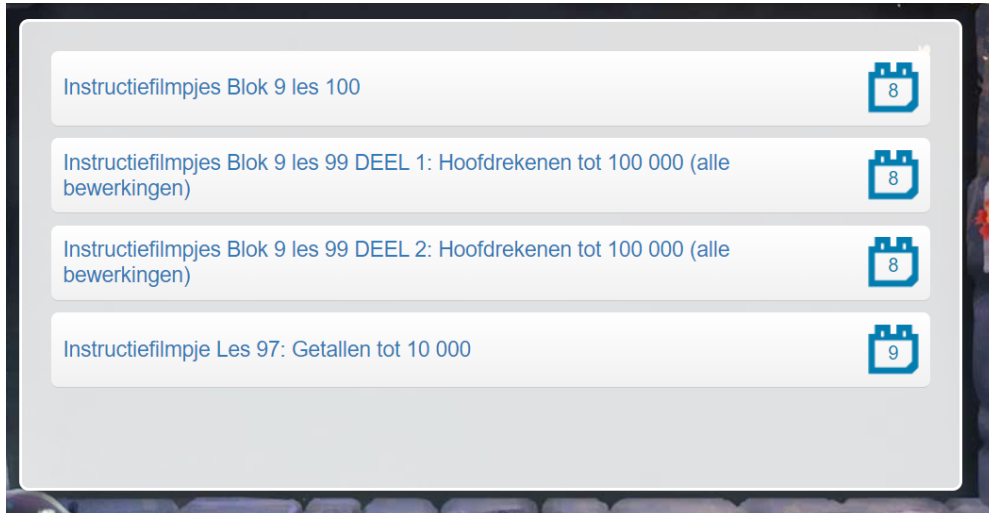 Instructiefilmpjes Blok 9 les 100
8
Instructiefilmpjes Blok 9 les 99 DEEL 1: Hoofdrekenen tot 100 000 (alle
bewerkingen)
8
Instructiefilmpjes Blok 9 les 99 DEEL 2: Hoofdrekenen tot 100 000 (alle
bewerkingen)
8
Instructiefilmpje Les 97: Getallen tot 10 000
9